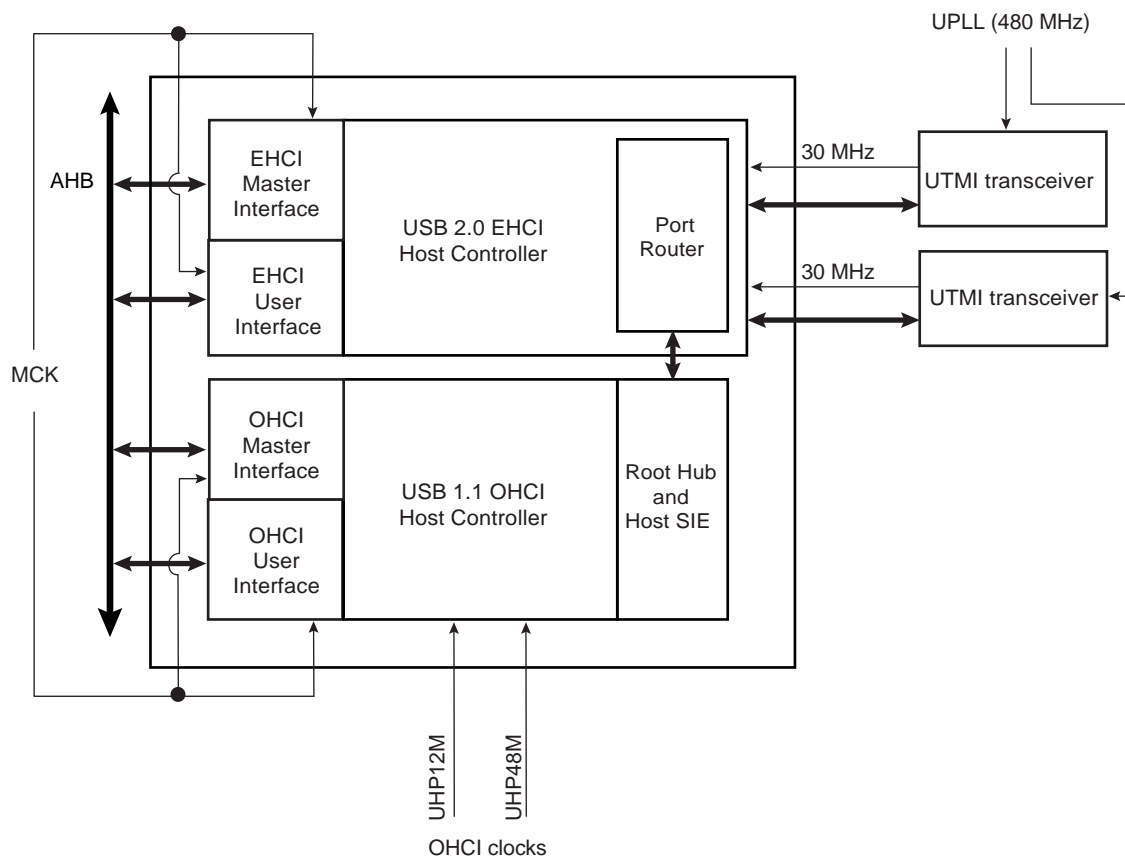 UPLL (480 MHz)
AHB
MCK
EHCI
Master
Interface
EHCI
User
Interface
USB 2.0 EHCI
Host Controller
Port
Router
30 MHz
UTMI transceiver
30 MHz
UTMI transceiver
OHCI
Master
Interface
OHCI
User
Interface
USB 1.1 OHCI
Host Controller
Root Hub
and
Host SIE
UHP12M
UHP48M
OHCI clocks